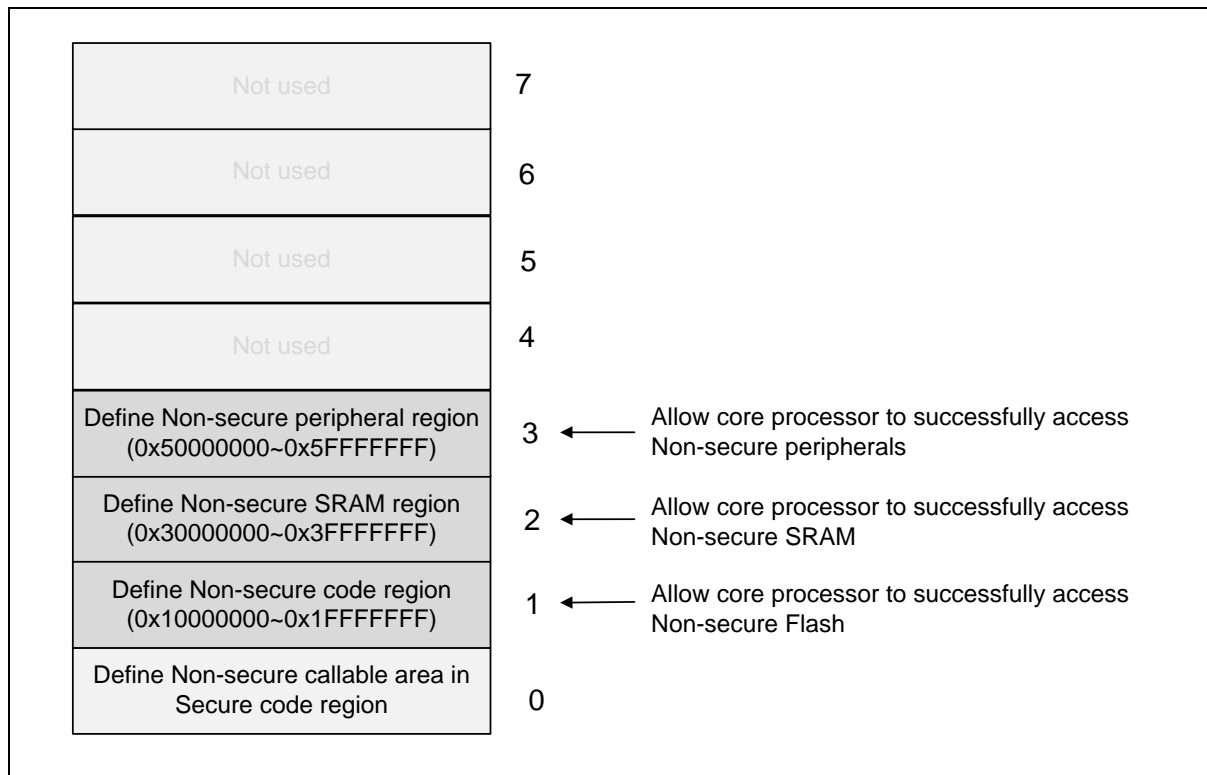 Not used
7
Not used
6
Not used
5
Not used
4
Define Non-secure peripheral region
(0x50000000~0x5FFFFFFF)
3
Allow core processor to successfully access
Non-secure peripherals
Define Non-secure SRAM region
(0x30000000~0x3FFFFFFF)
2
Allow core processor to successfully access
Non-secure SRAM
Define Non-secure code region
(0x10000000~0x1FFFFFFF)
1
Allow core processor to successfully access
Non-secure Flash
Define Non-secure callable area in
Secure code region
0